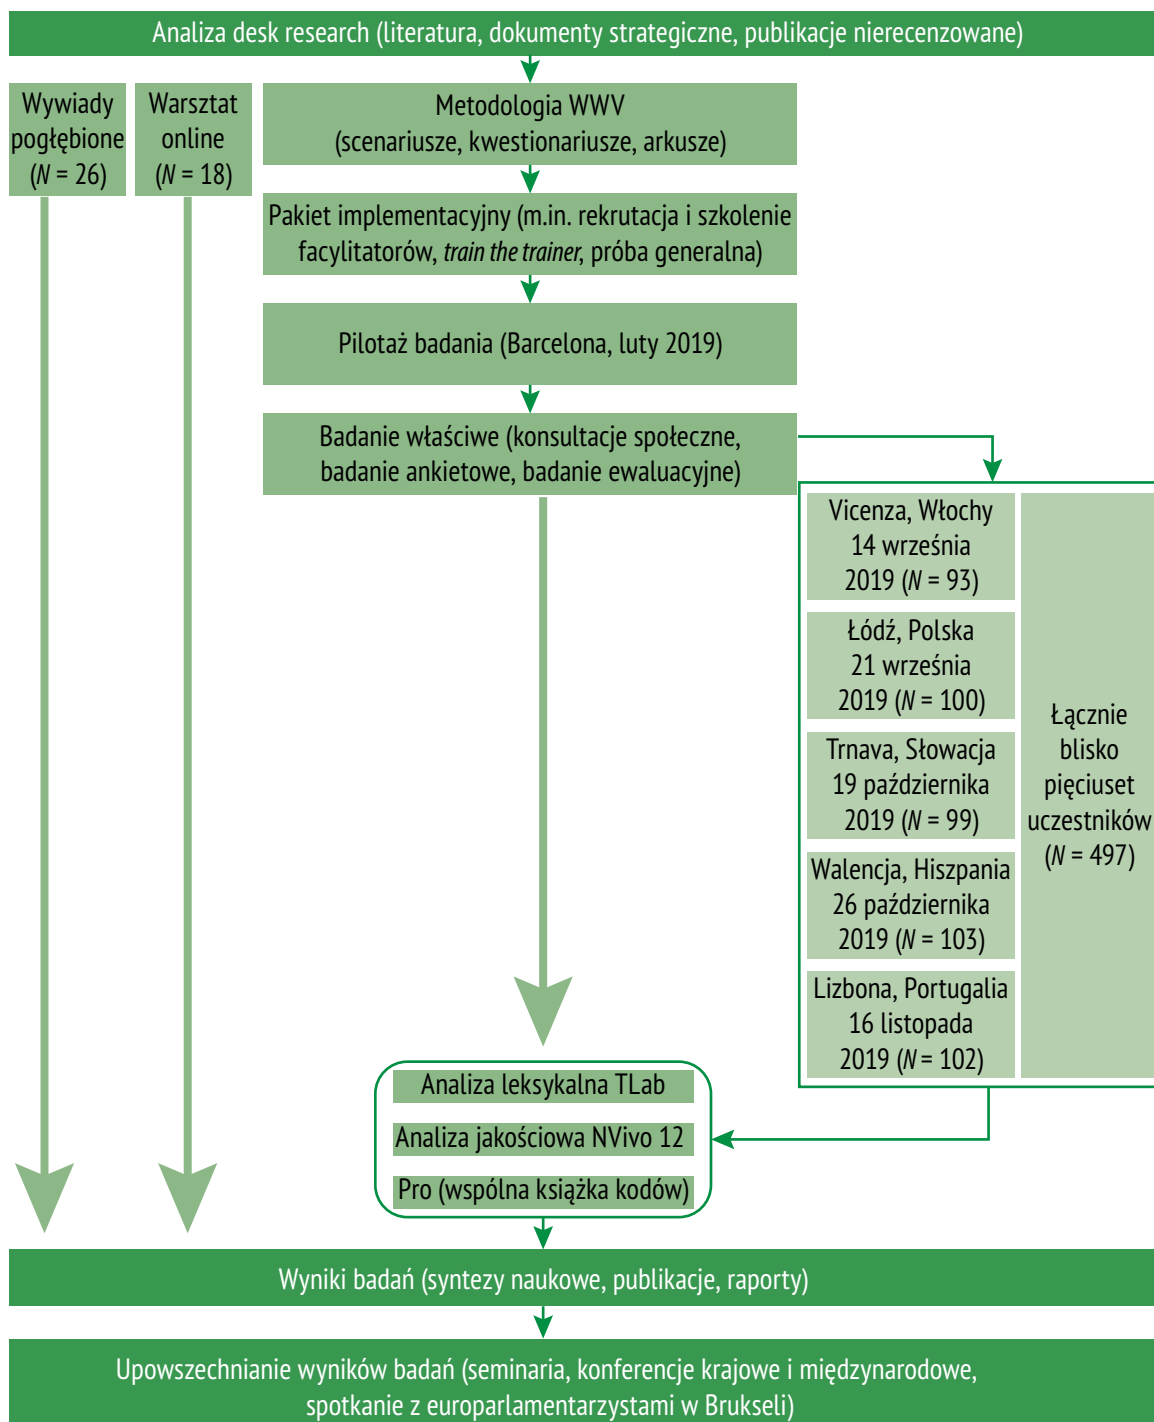 Analiza desk research (literatura, dokumenty strategiczne, publikacje nierecenzowane)
Wywiady
pogłębione
(N = 26)
Warsztat
online
(N = 18)
Metodologia WWV
(scenariusze, kwestionariusze, arkusze)
Pakiet implementacyjny (m.in. rekrutacja i szkolenie
facylitatorów, train the trainer, próba generalna)
Pilotaż badania (Barcelona, luty 2019)
Badanie właściwe (konsultacje społeczne,
badanie ankietowe, badanie ewaluacyjne)
Vicenza, Włochy
14 września
2019 (N = 93)
Łódź, Polska
21 września
2019 (N = 100)
Trnava, Słowacja
19 października
2019 (N = 99)
Walencja, Hiszpania
26 października
2019 (N = 103)
Lizbona, Portugalia
16 listopada
2019 (N = 102)
Łącznie
blisko
pięciuset
uczestników
(N = 497)
Analiza leksykalna TLab
Analiza jakościowa NVivo 12
Pro (wspólna książka kodów)
Wyniki badań (syntezy naukowe, publikacje, raporty)
Upowszechnianie wyników badań (seminaria, konferencje krajowe i międzynarodowe,
spotkanie z europarlamentarzystami w Brukseli)